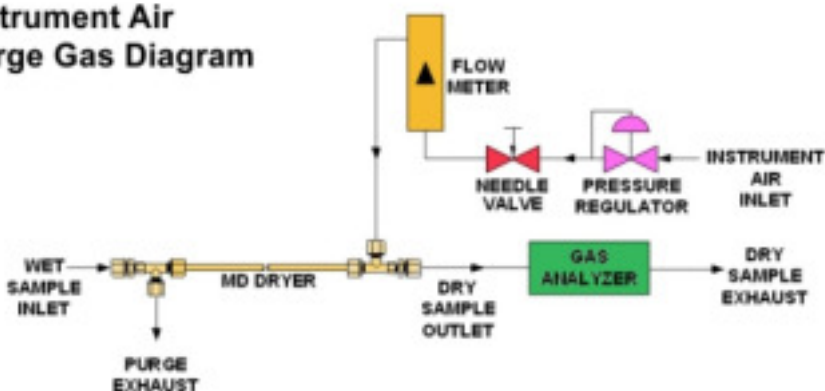 trument Air
rge Gas Diagram
FLOW
METER
NEEDLE
VALVE
PRESSURE
REGULATOR
INSTRUMENT
AIR
INLET
WET
SAMPLE
INLET
MD DRYER
DRY
SAMPLE
OUTLET
GAS
ANALYZER
DRY
SAMPLE
EXHAUST
PURGE
EXHAUST